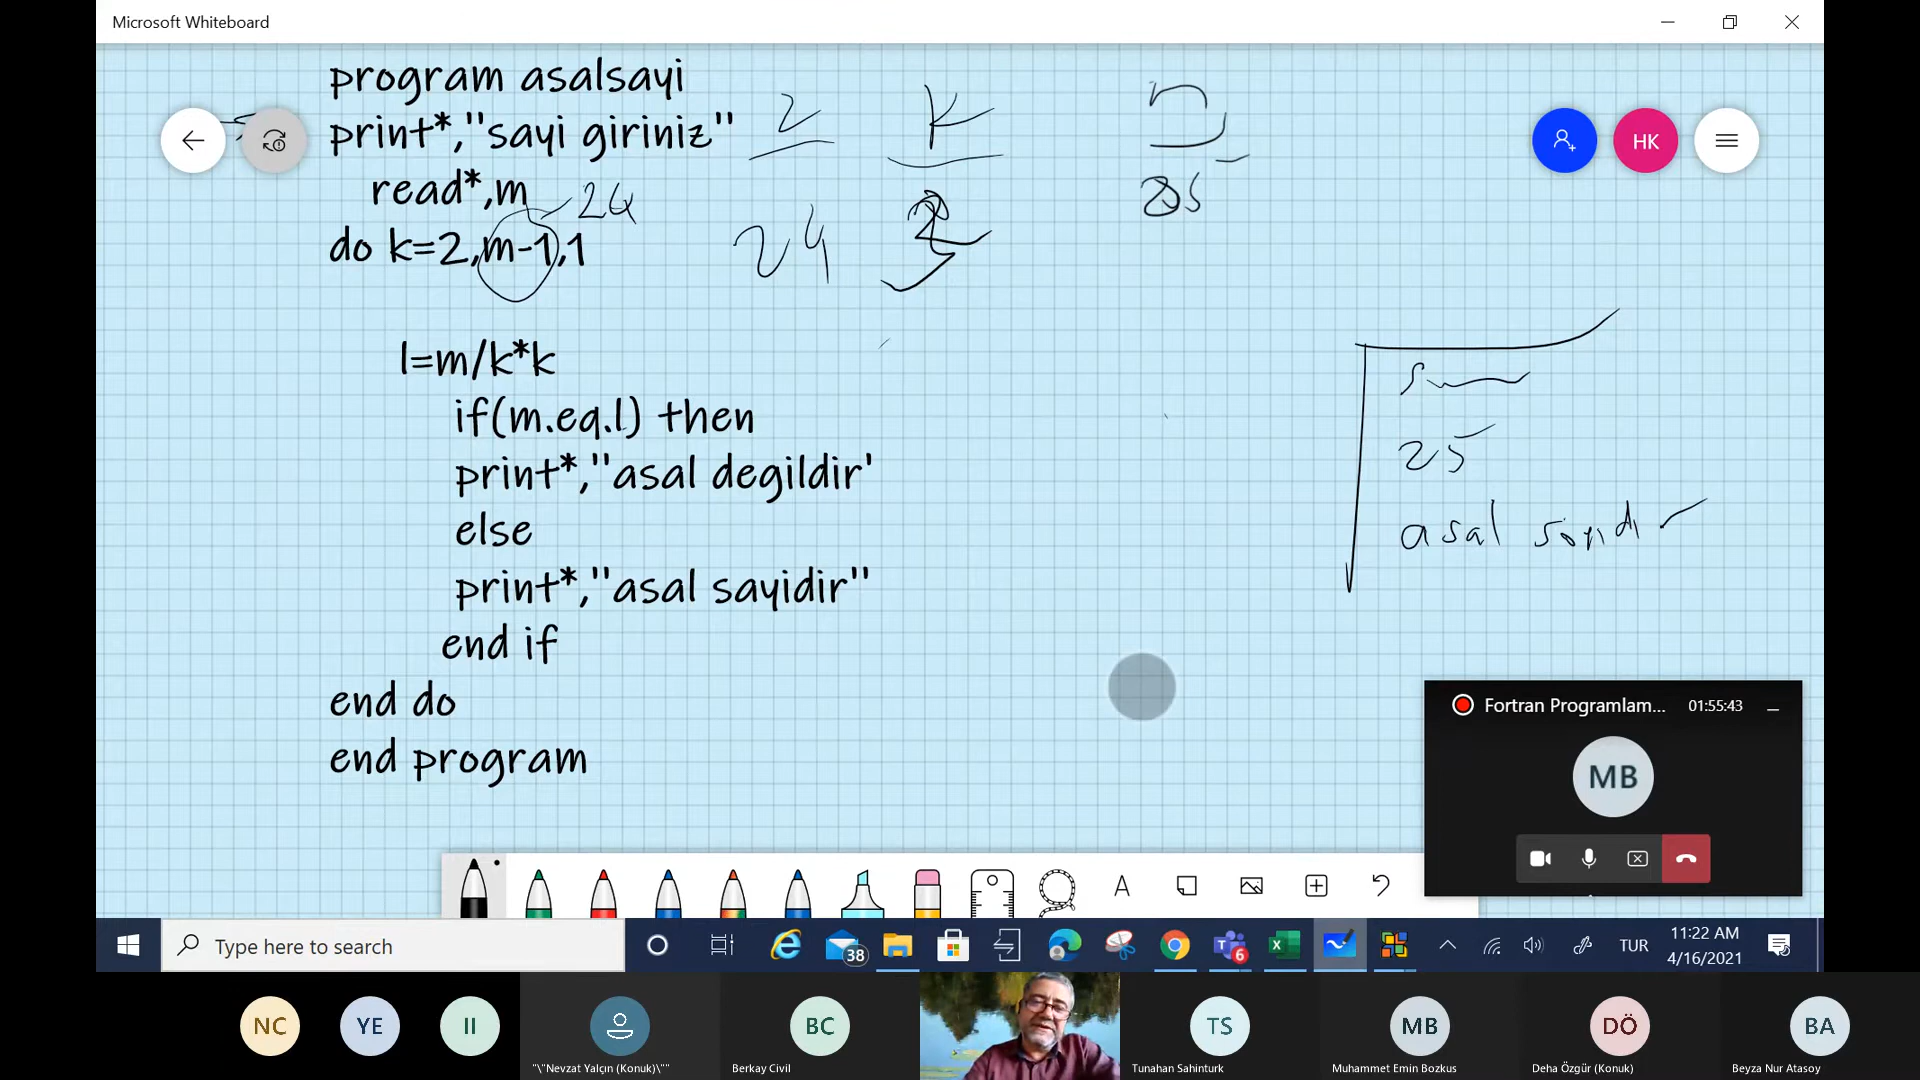 Microsoft Whiteboard
program asalsayi
print*,"sayi giriniz"
read*,m
do k=2,m-1,1
l=m/k*k
if(m.eq.l) then
print*,"asal degildir'
else
print*,"asal sayidir"
end if
end do
end program
24
k
24
25
asal
HK
Fortran Programlam... 01:55:43
MB
A
Type here to search
38
6
TUR
11:22 AM
4/16/2021
NC
YE
II
"\"Nevzat Yalçın (Konuk)\""
BC
Berkay Civil
TS
Tunahan Sahinturk
MB
Muhammet Emin Bozkus
DÖ
Deha Özgür (Konuk)
BA
Beyza Nur Atasoy